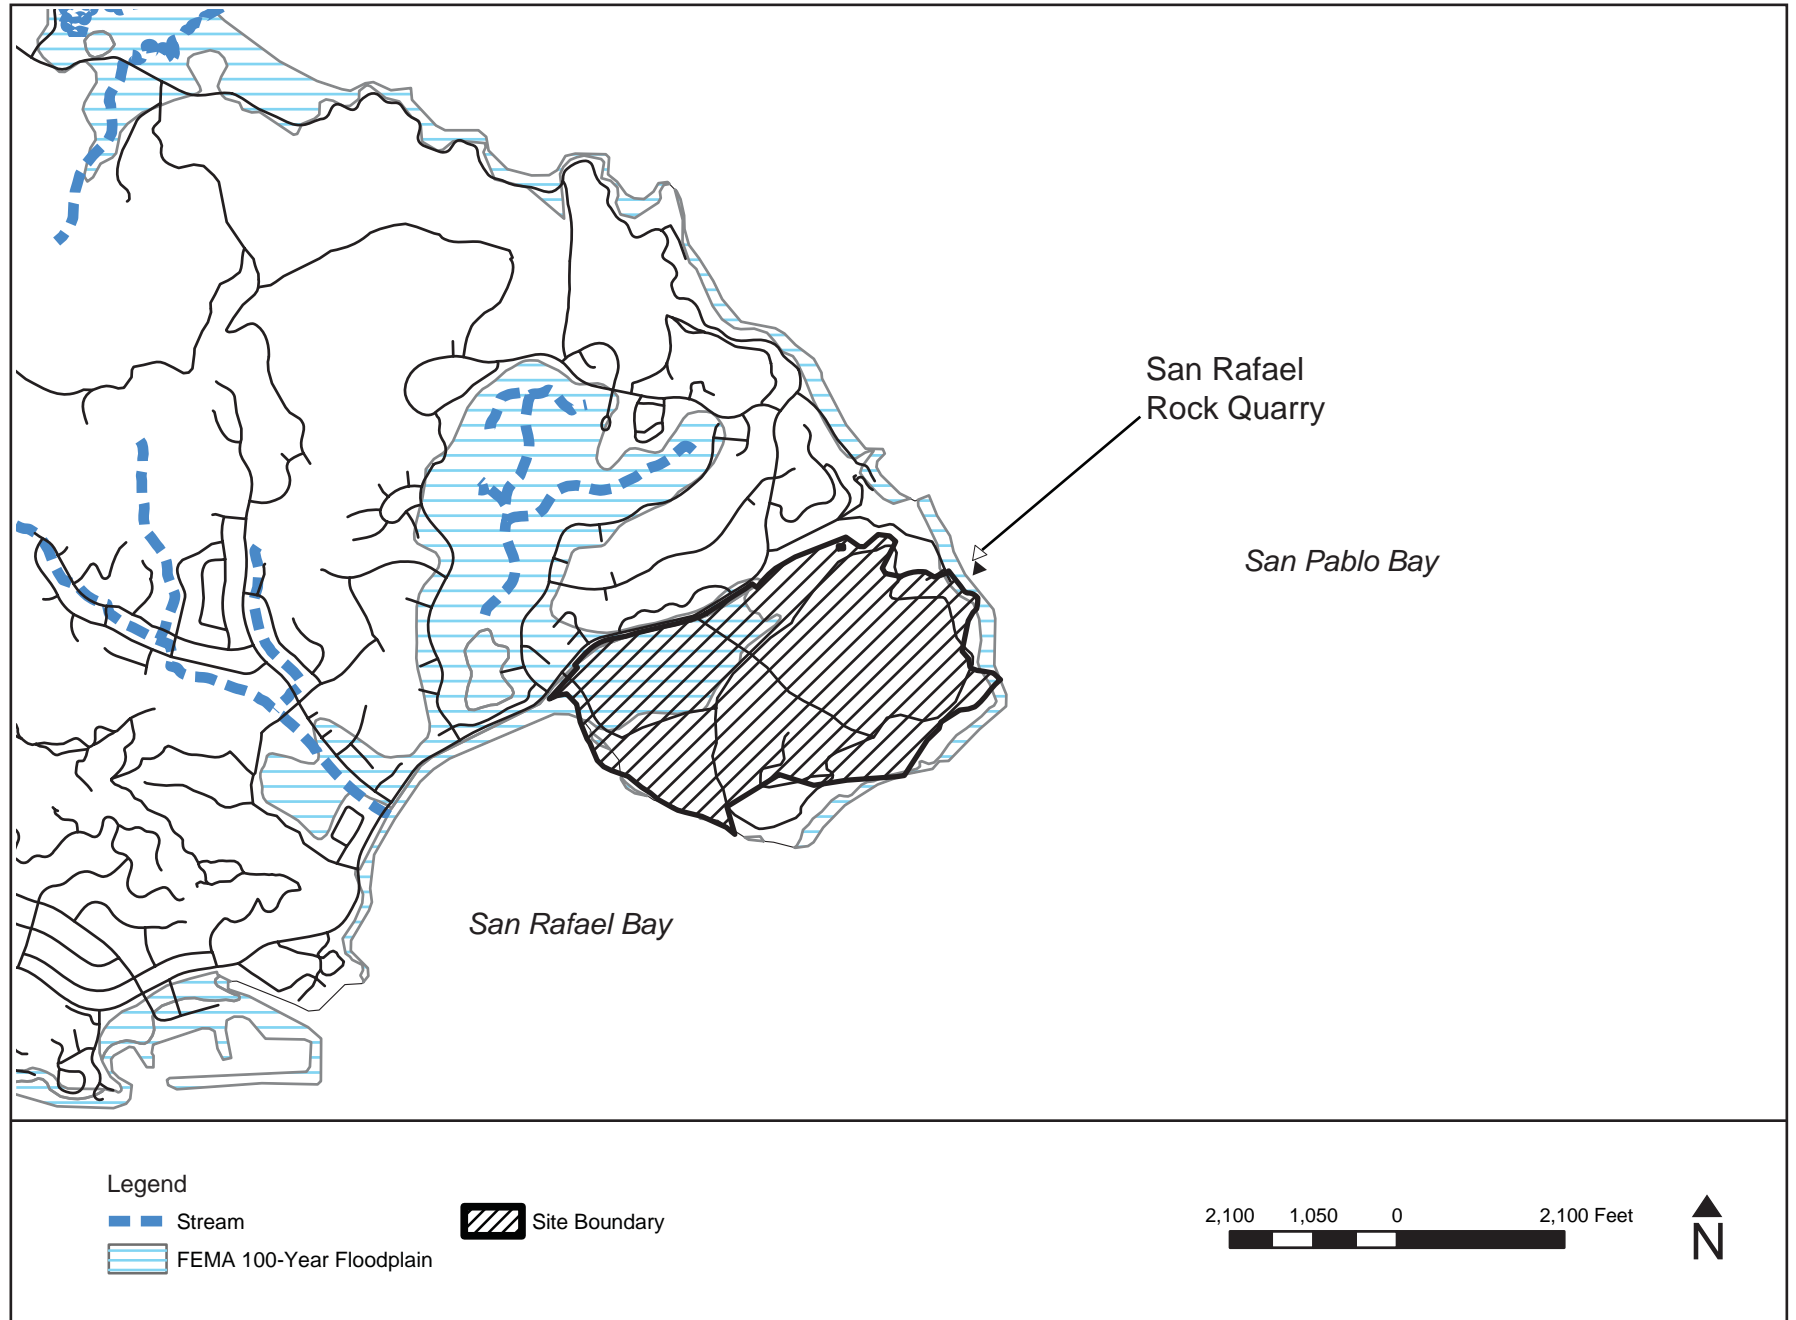 San Rafael
Rock Quarry
San Pablo Bay
San Rafael Bay
Legend
Stream
Site Boundary
FEMA 100-Year Floodplain
2,100 1,050 0 2,100 Feet
N